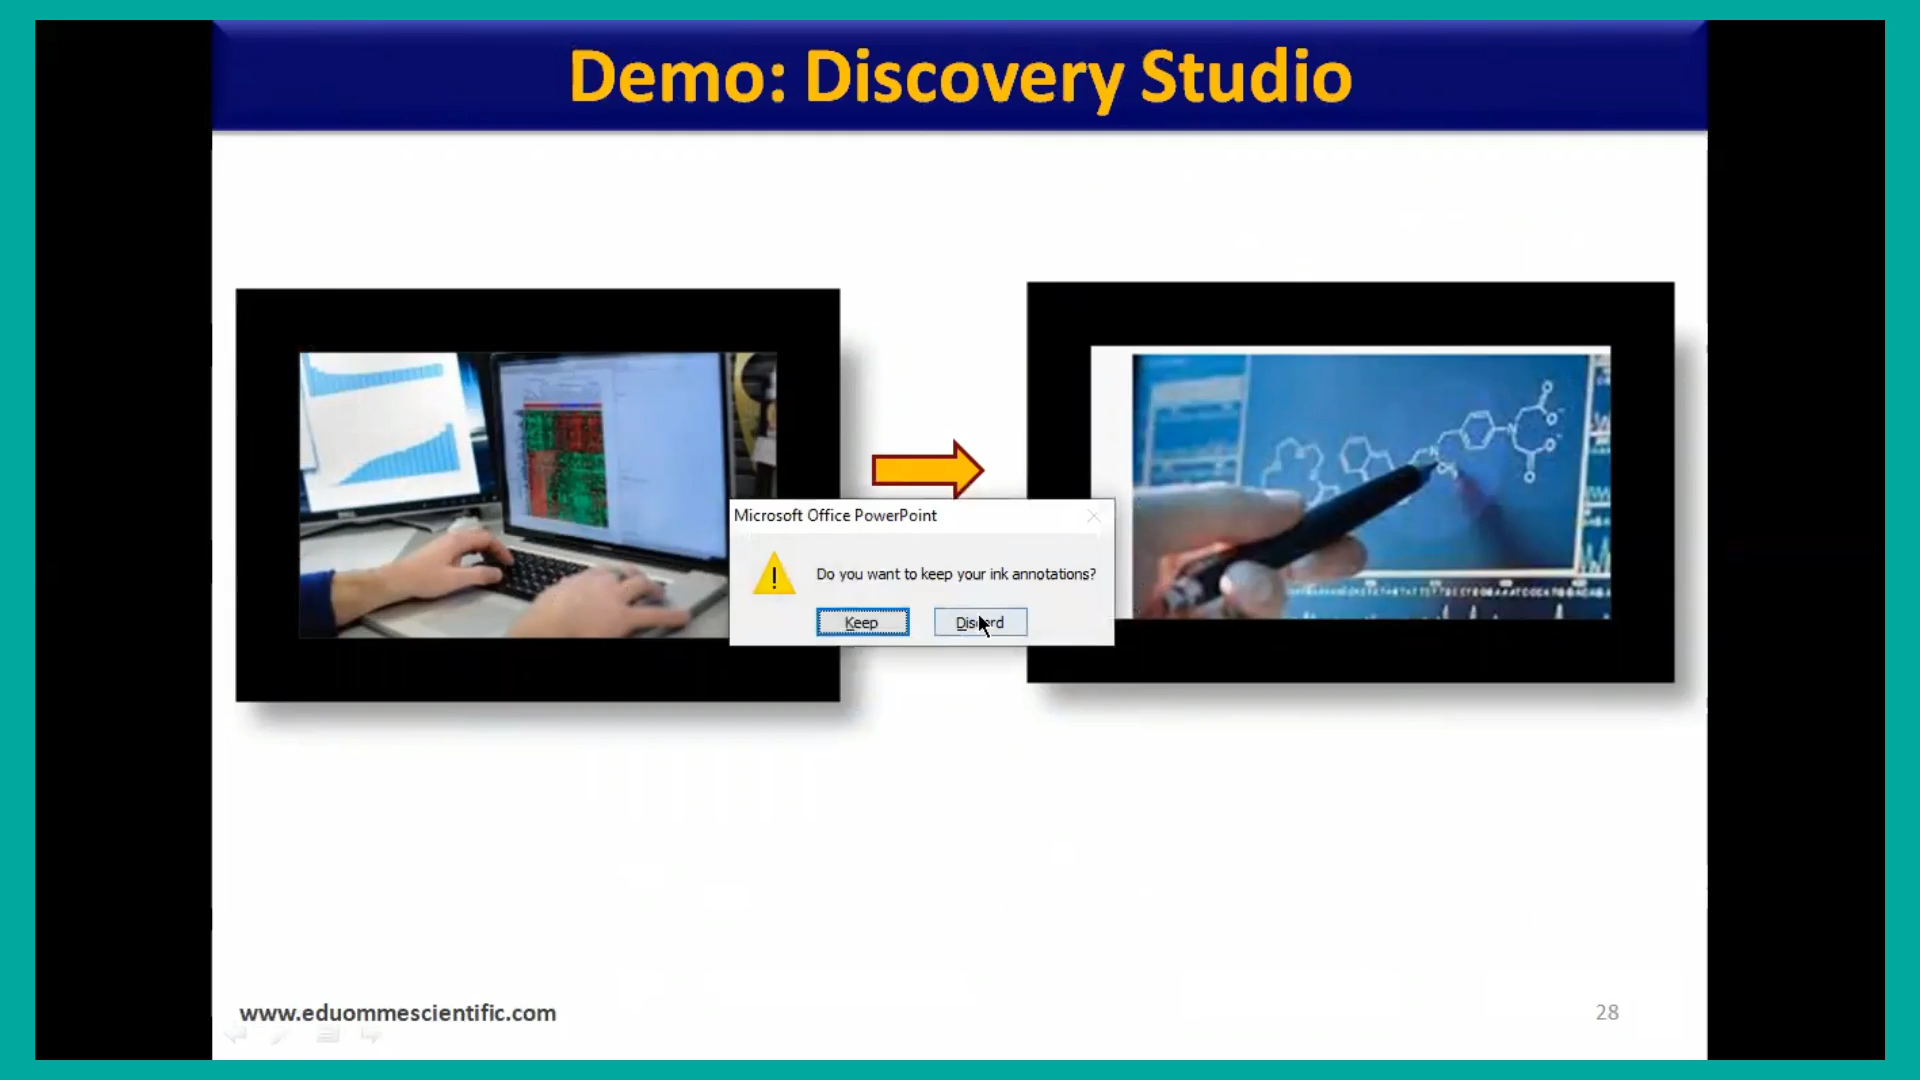 Demo: Discovery Studio
Microsoft Office PowerPoint
Do you want to keep your ink annotations?
Keep
www.eduommescientific.com
28